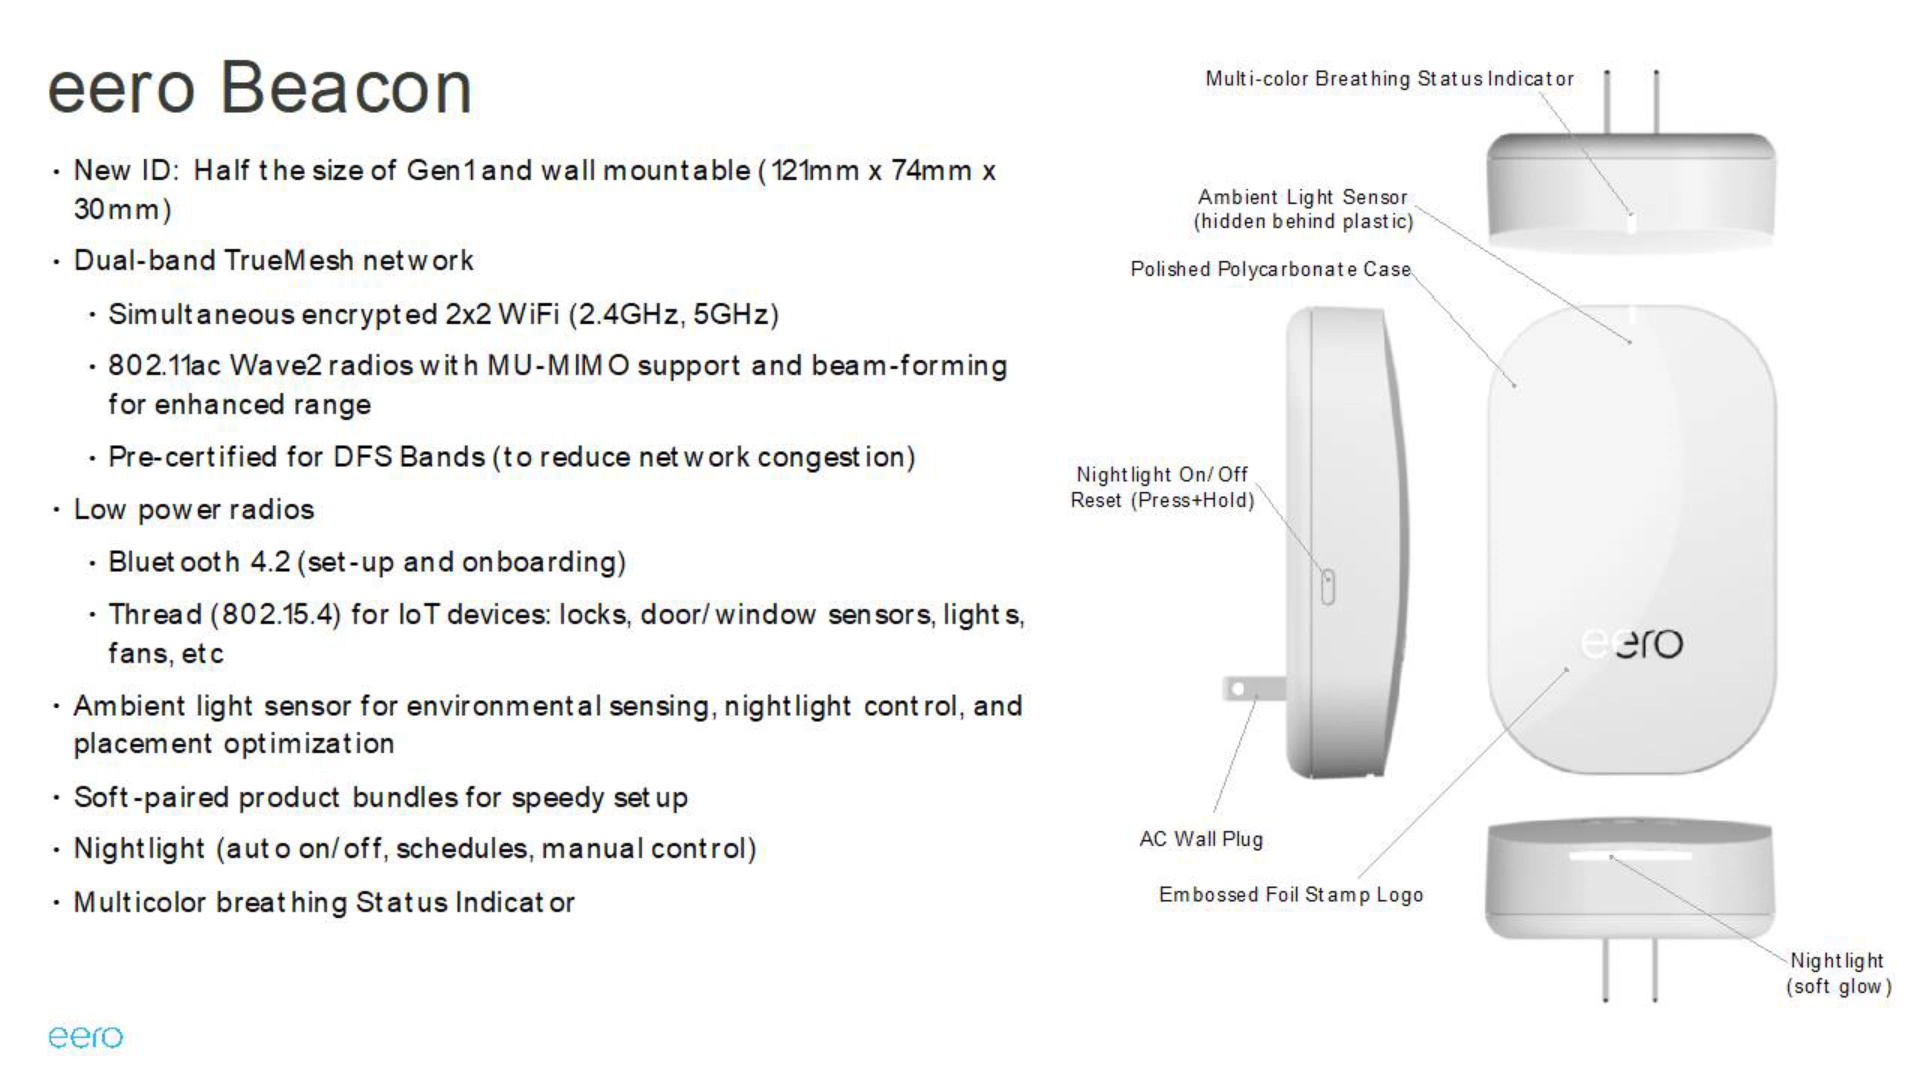 eero Beacon
· New ID: Half the size of Gen1 and wall mountable (121mm x 74mm x
30mm)
· Dual-band TrueMesh network
· Simultaneous encrypted 2x2 WiFi (2.4GHz, 5GHz)
· 802.11ac Wave2 radios with MU-MIMO support and beam-forming
for enhanced range
· Pre-certified for DFS Bands (to reduce network congestion)
· Low power radios
· Bluetooth 4.2 (set-up and onboarding)
· Thread (802.15.4) for IoT devices: locks, door/window sensors, lights,
fans, etc
· Ambient light sensor for environmental sensing, nightlight control, and
placement optimization
· Soft-paired product bundles for speedy setup
· Nightlight (auto on/off, schedules, manual control)
· Multicolor breathing Status Indicator
eero
Multi-color Breathing Status Indicator
Ambient Light Sensor
(hidden behind plastic)
Polished Polycarbonate Case
Nightlight On/Off
Reset (Press+Hold)
eero
AC Wall Plug
Embossed Foil Stamp Logo
Nightlight
(soft glow)